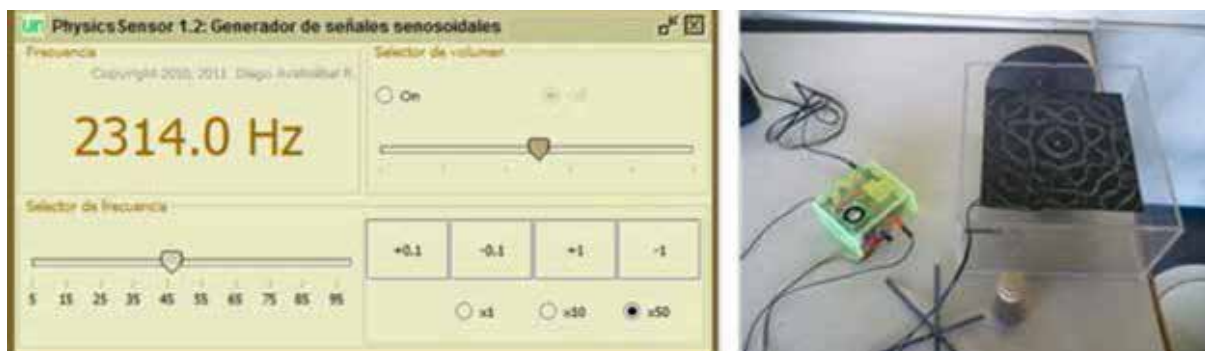 un PhysicsSensor 1.2: Generador de señales senosoidales
Frecuencia
Copyright 2010, 2011 Diego
2314.0 Hz
Selector de volumen
On
Selector de frecuencia
5 15 25 35 45 55 65 75 85 95
+0.1 -0.1 +1 -1
x1 x10 x50